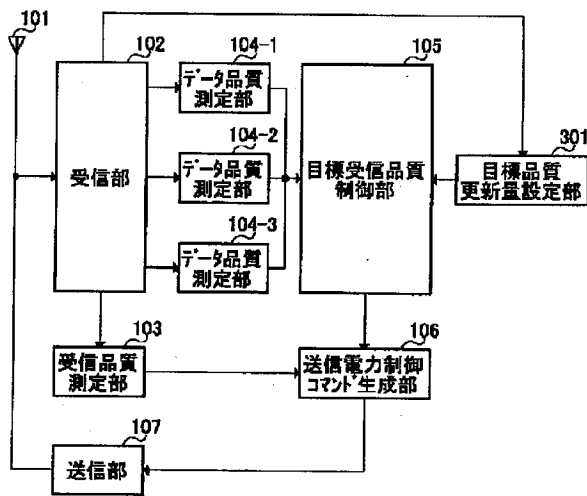 101
102
104-1
105
データ品質
測定部
104-2
301
受信部
データ品質
測定部
目標受信品質
制御部
目標品質
更新量設定部
104-3
データ品質
測定部
103
106
受信品質
測定部
送信電力制御
コマンド生成部
107
送信部